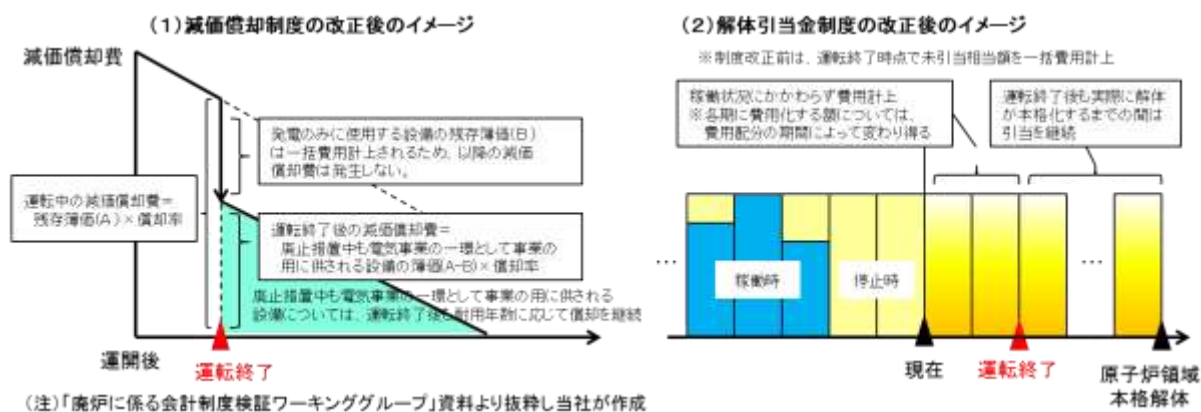 (1)減価償却制度の改正後のイメージ
減価償却費
発電のみに使用する設備の残存簿価(B)
は一括費用計上されるため、以降の減価
償却費は発生しない。
運転中の減価償却費=
残存簿価(A)×償却率
運転終了後の減価償却費=
廃止措置中も電気事業の一環として事業の
用に供される設備の簿価(A-B)×償却率
廃止措置中も電気事業の一環として事業の用に供される
設備については、運転終了後も耐用年数に応じて償却を継続
運開後
運転終了
(注)「廃炉に係る会計制度検証ワーキンググループ」資料より抜粋し当社が作成
(2)解体引当金制度の改正後のイメージ
※制度改正前は、運転終了時点で未引当相当額を一括費用計上
稼働状況にかかわらず費用計上
※各期に費用化する額については、
費用配分の期間によって変わり得る
運転終了後も実際に解体
が本格化するまでの間は
引当を継続
…
稼働時
停止時
…
現在
運転終了
原子炉領域
本格解体